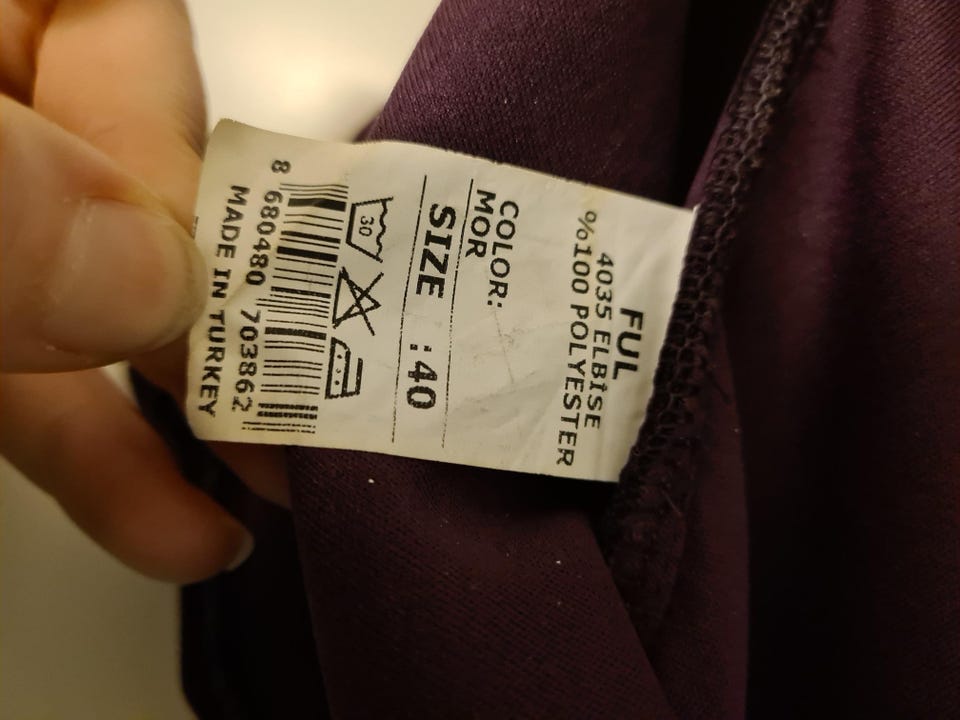 FUL
4035 ELBİSE
%100 POLYESTER
COLOR:
MOR
SIZE :40
30
8 680480 703862
MADE IN TURKEY